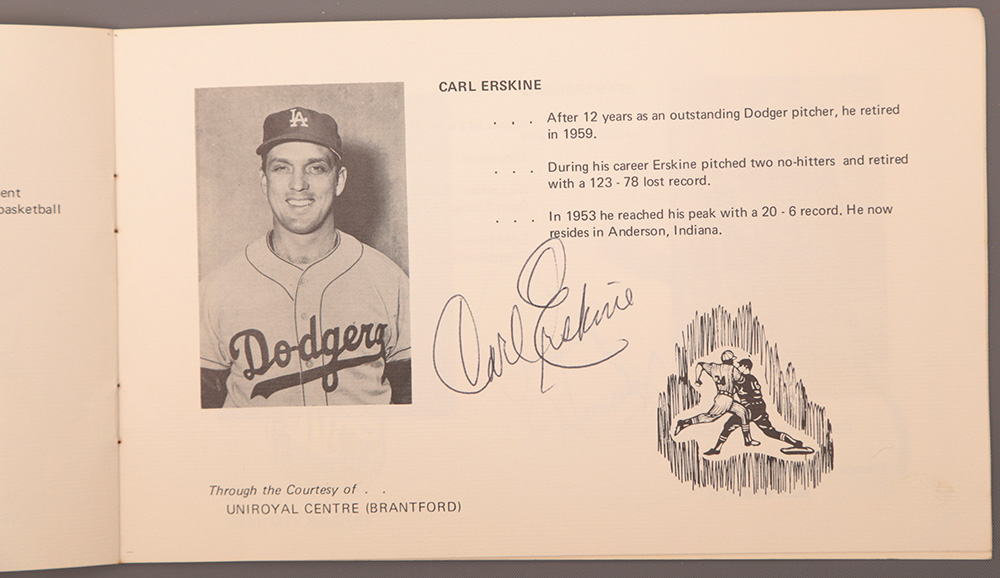 ent
basketball
CARL ERSKINE
. . . After 12 years as an outstanding Dodger pitcher, he retired
in 1959.
. . . During his career Erskine pitched two no-hitters and retired
with a 123 - 78 lost record.
. . . In 1953 he reached his peak with a 20 - 6 record. He now
resides in Anderson, Indiana.
LA
Dodgers
Carl Erskine
24
Through the Courtesy of . .
UNIROYAL CENTRE (BRANTFORD)